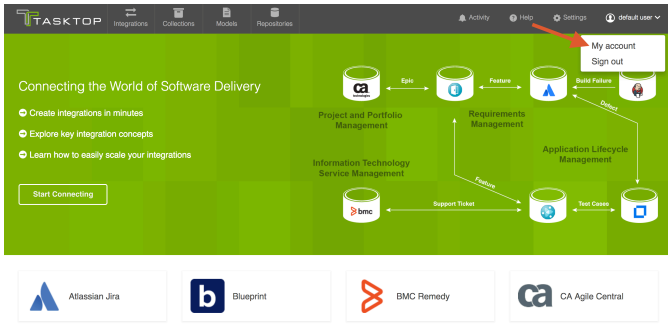 TASKTOP
Integrations
Collections
Models
Repositories
Activity
Help
Settings
default user
My account
Sign out
Connecting the World of Software Delivery
Create integrations in minutes
Explore key integration concepts
Learn how to easily scale your integrations
Start Connecting
ca
technologies
Epic
Feature
Build Failure
Defect
Project and Portfolio
Management
Requirements
Management
Application Lifecycle
Management
Information Technology
Service Management
Feature
bmc
Support Ticket
Test Cases
Atlassian Jira
b
Blueprint
BMC Remedy
ca
CA Agile Central